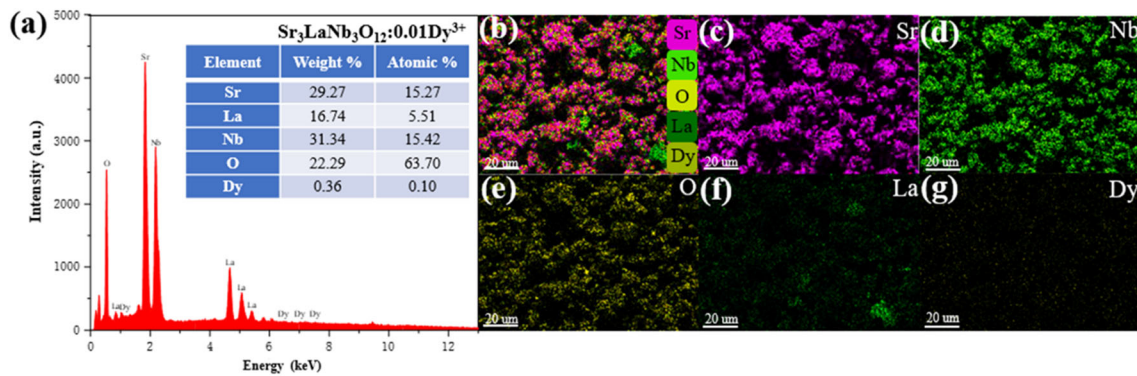 (a)
Sr₃LaNb₃O₁₂:0.01Dy³⁺
Element Weight % Atomic %
Sr 29.27 15.27
La 16.74 5.51
Nb 31.34 15.42
O 22.29 63.70
Dy 0.36 0.10
5000
4000
3000
2000
1000
0
Intensity (a.u.)
O
La
Dy
Sr
Nb
La
La
La
Dy
Dy
Dy
0 2 4 6 8 10 12
Energy (keV)
(b)
Sr
Nb
O
La
Dy
20 um
(c) Sr
20 um
(d) Nb
20 um
(e) O
20 um
(f) La
20 um
(g) Dy
20 um